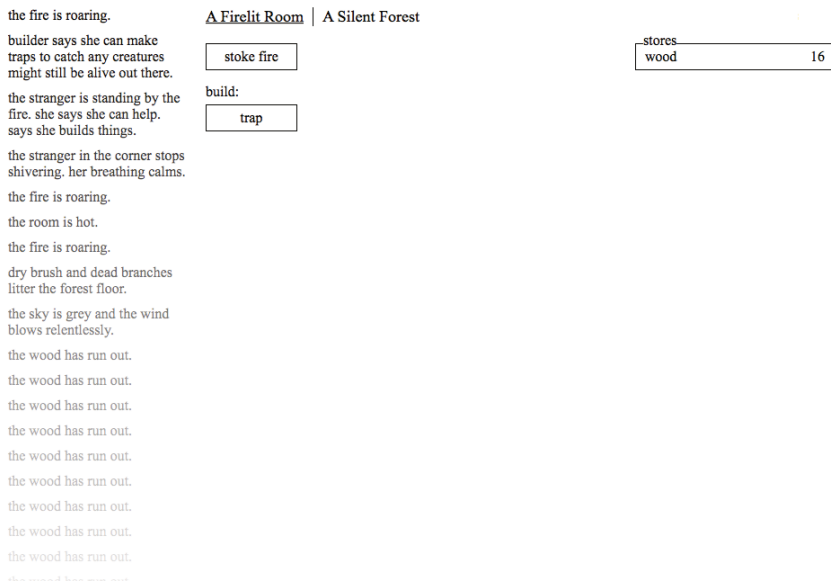 the fire is roaring.
builder says she can make
traps to catch any creatures
might still be alive out there.
the stranger is standing by the
fire. she says she can help.
says she builds things.
the stranger in the corner stops
shivering. her breathing calms.
the fire is roaring.
the room is hot.
the fire is roaring.
dry brush and dead branches
litter the forest floor.
the sky is grey and the wind
blows relentlessly.
the wood has run out.
the wood has run out.
the wood has run out.
the wood has run out.
the wood has run out.
the wood has run out.
the wood has run out.
the wood has run out.
the wood has run out.
the wood has run out.
A Firelit Room | A Silent Forest
stoke fire
build:
trap
stores
wood 16